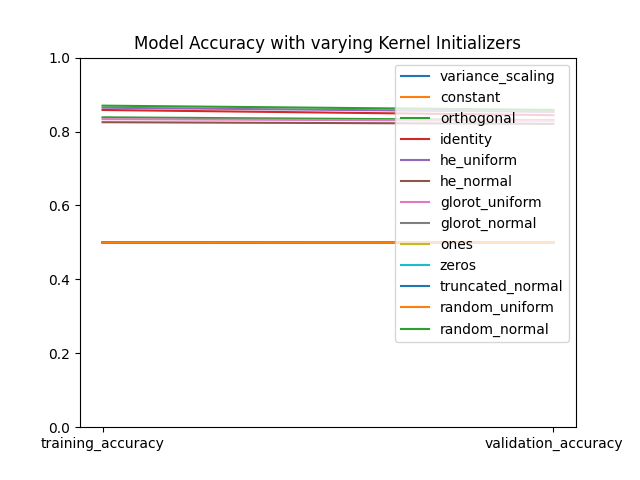 Model Accuracy with varying Kernel Initializers
1.0
0.8
0.6
0.4
0.2
0.0
variance_scaling
constant
orthogonal
identity
he_uniform
he_normal
glorot_uniform
glorot_normal
ones
zeros
truncated_normal
random_uniform
random_normal
training_accuracy
validation_accuracy